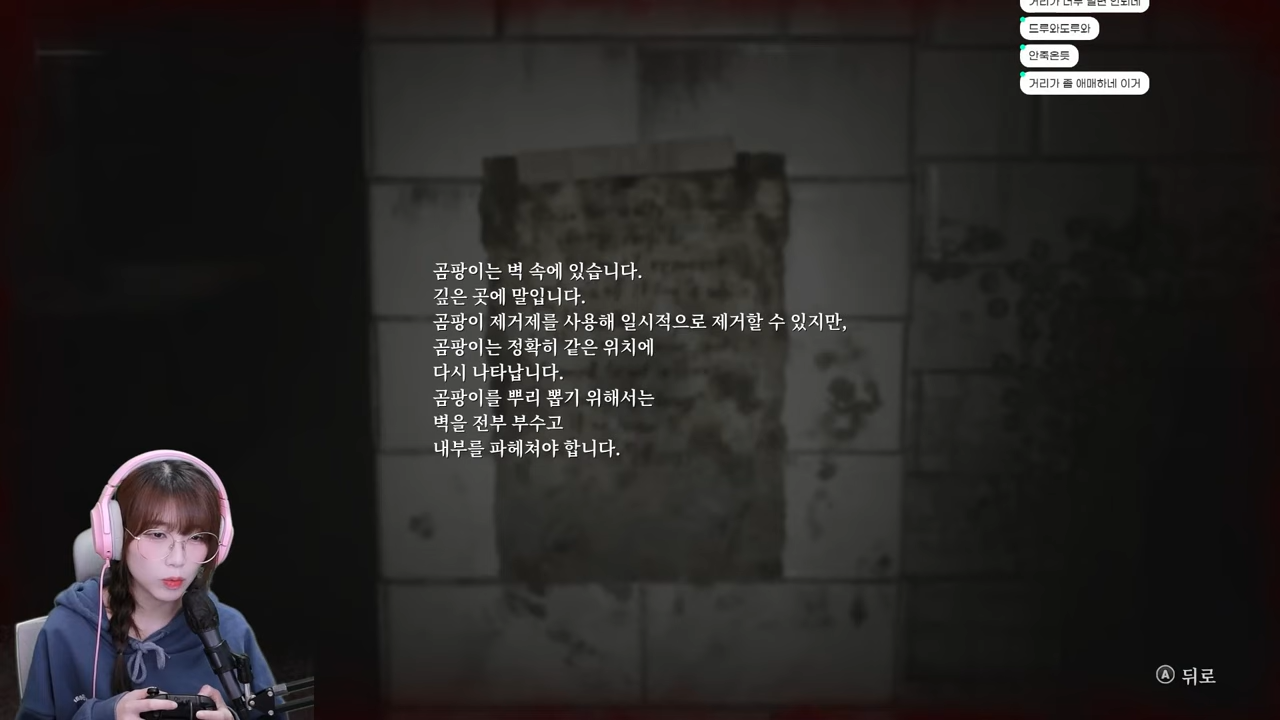 드루와도루와
안죽은듯
거리가 좀 애매하네 이거
곰팡이는 벽 속에 있습니다.
깊은 곳에 말입니다.
곰팡이 제거제를 사용해 일시적으로 제거할 수 있지만,
곰팡이는 정확히 같은 위치에
다시 나타납니다.
곰팡이를 뿌리 뽑기 위해서는
벽을 전부 부수고
내부를 파헤쳐야 합니다.
A 뒤로